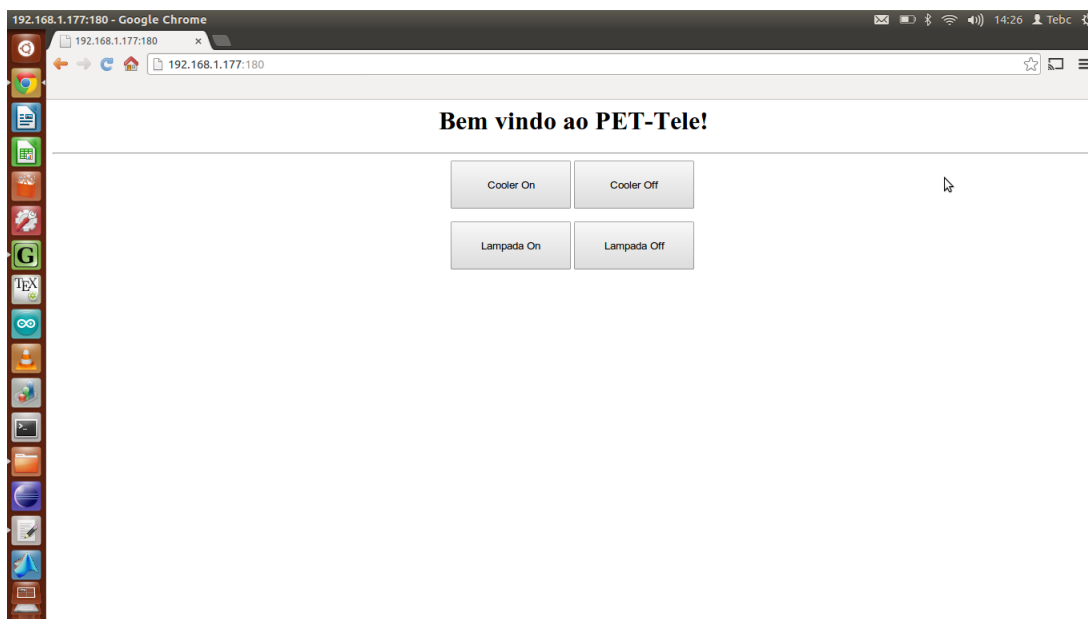 192.168.1.177:180 - Google Chrome
14:26 Tebc
192.168.1.177:180
192.168.1.177:180
Bem vindo ao PET-Tele!
Cooler On Cooler Off
Lampada On Lampada Off
G
TEX
>_